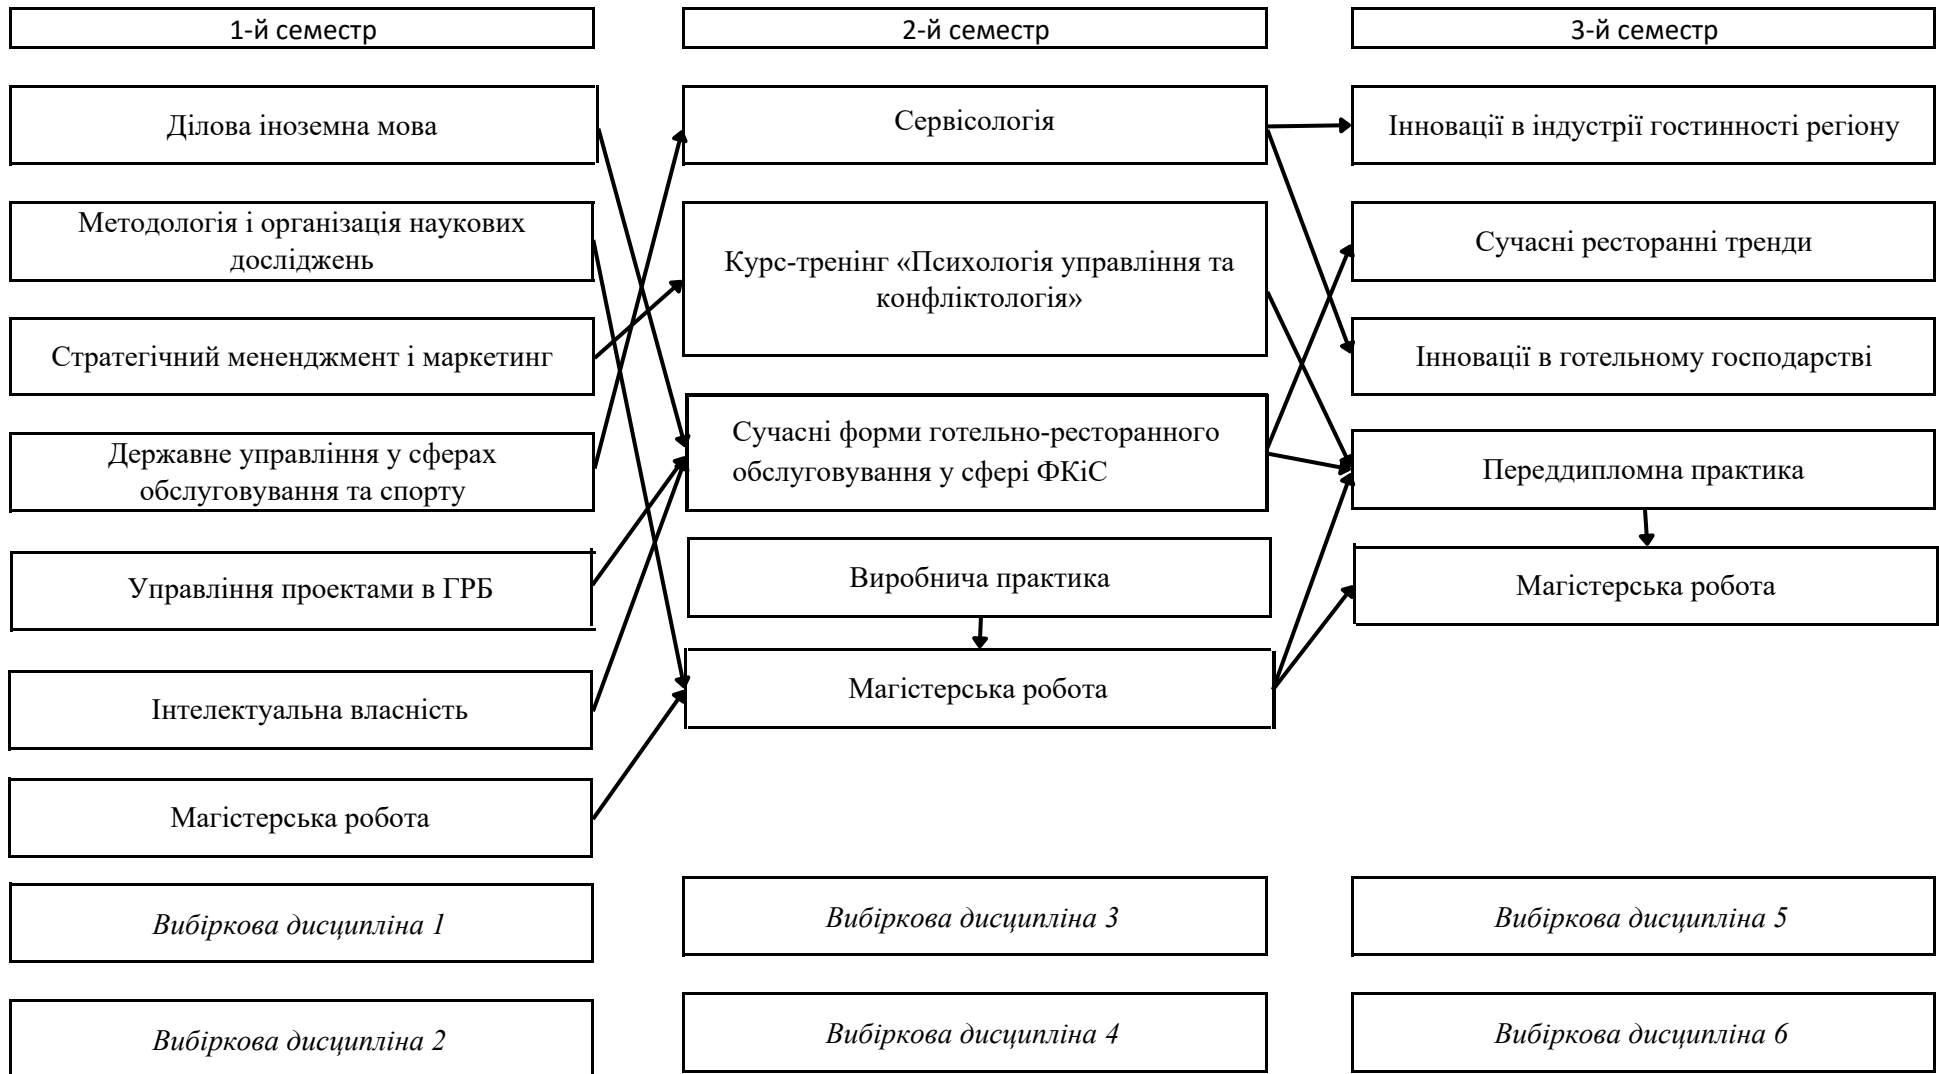 1-й семестр
2-й семестр
3-й семестр
Ділова іноземна мова
Сервісологія
Інновації в індустрії гостинності регіону
Методологія і організація наукових
досліджень
Курс-тренінг «Психологія управління та
конфліктологія»
Сучасні ресторанні тренди
Стратегічний мененджмент і маркетинг
Інновації в готельному господарстві
Державне управління у сферах
обслуговування та спорту
Сучасні форми готельно-ресторанного
обслуговування у сфері ФКіС
Переддипломна практика
Управління проектами в ГРБ
Виробнича практика
Магістерська робота
Інтелектуальна власність
Магістерська робота
Магістерська робота
Вибіркова дисципліна 1
Вибіркова дисципліна 3
Вибіркова дисципліна 5
Вибіркова дисципліна 2
Вибіркова дисципліна 4
Вибіркова дисципліна 6